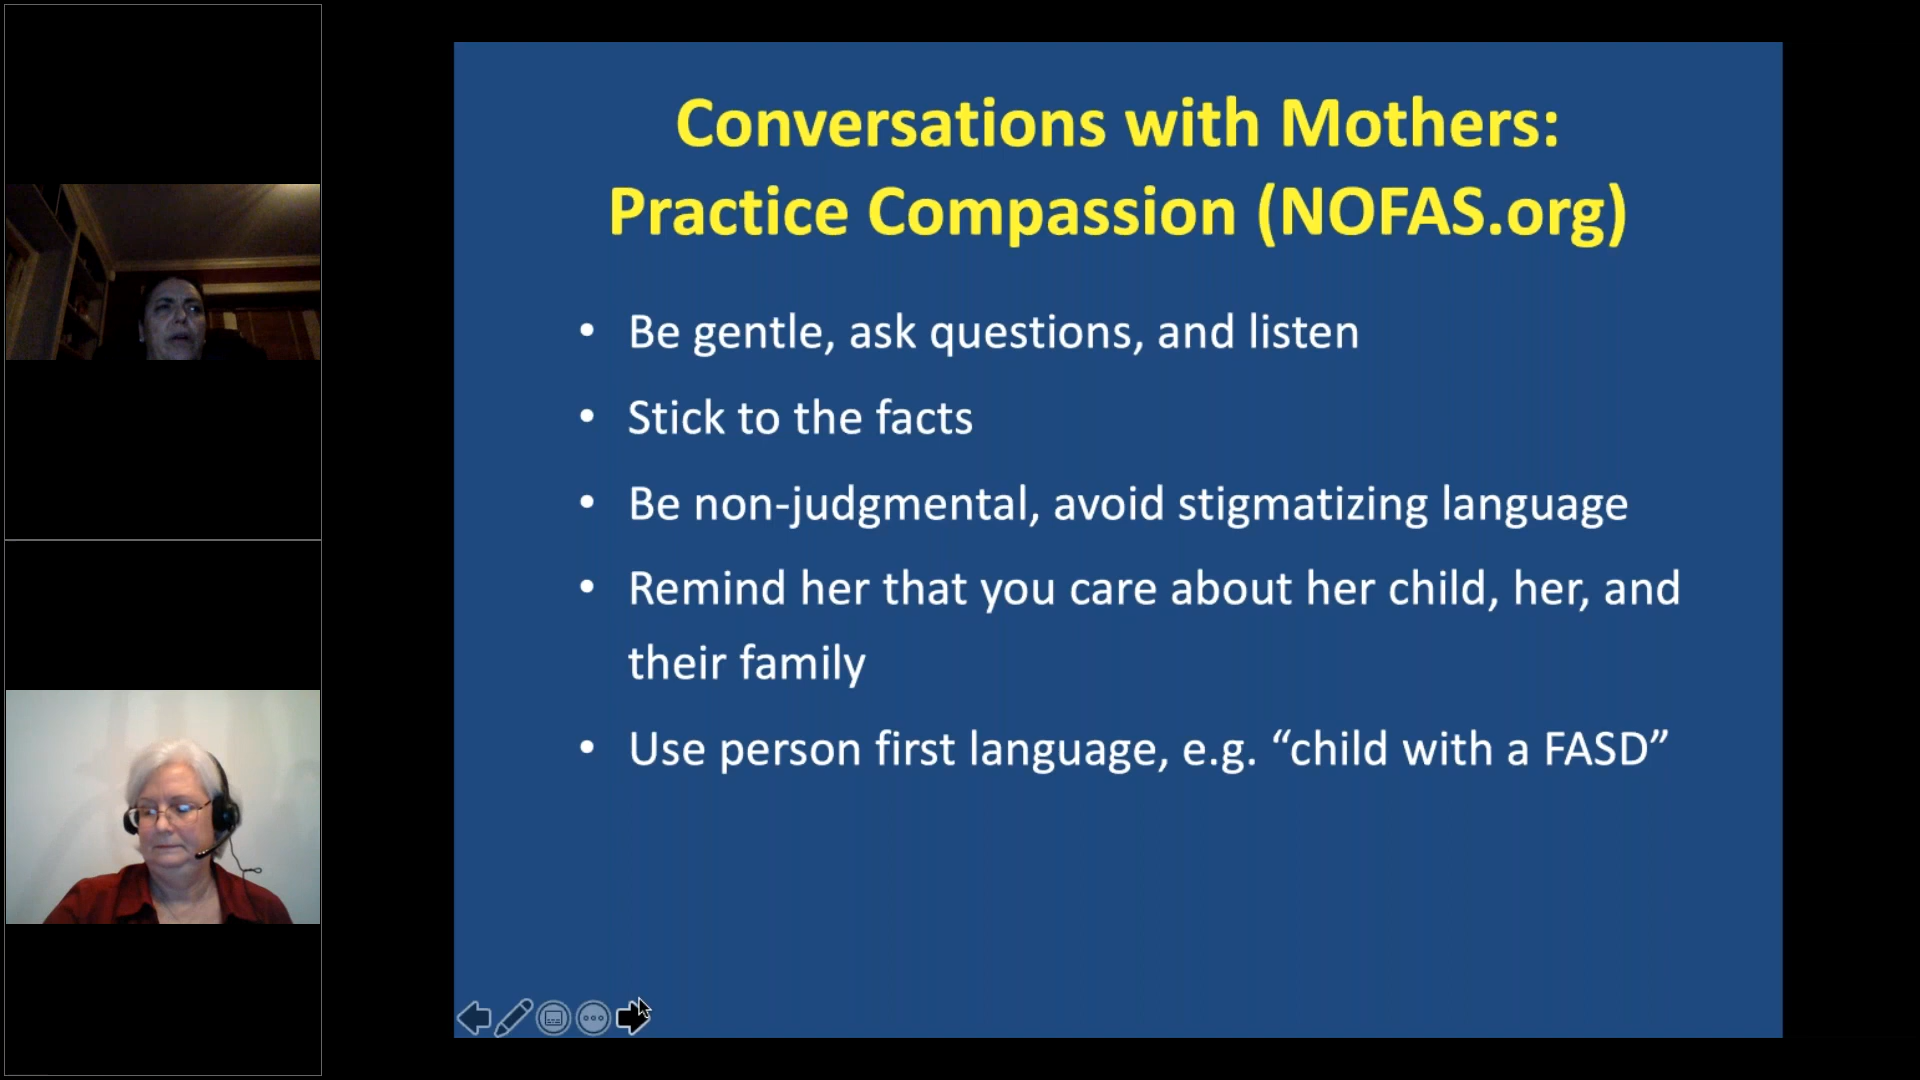 Conversations with Mothers:
Practice Compassion (NOFAS.org)
• Be gentle, ask questions, and listen
• Stick to the facts
• Be non-judgmental, avoid stigmatizing language
• Remind her that you care about her child, her, and
their family
• Use person first language, e.g. “child with a FASD”